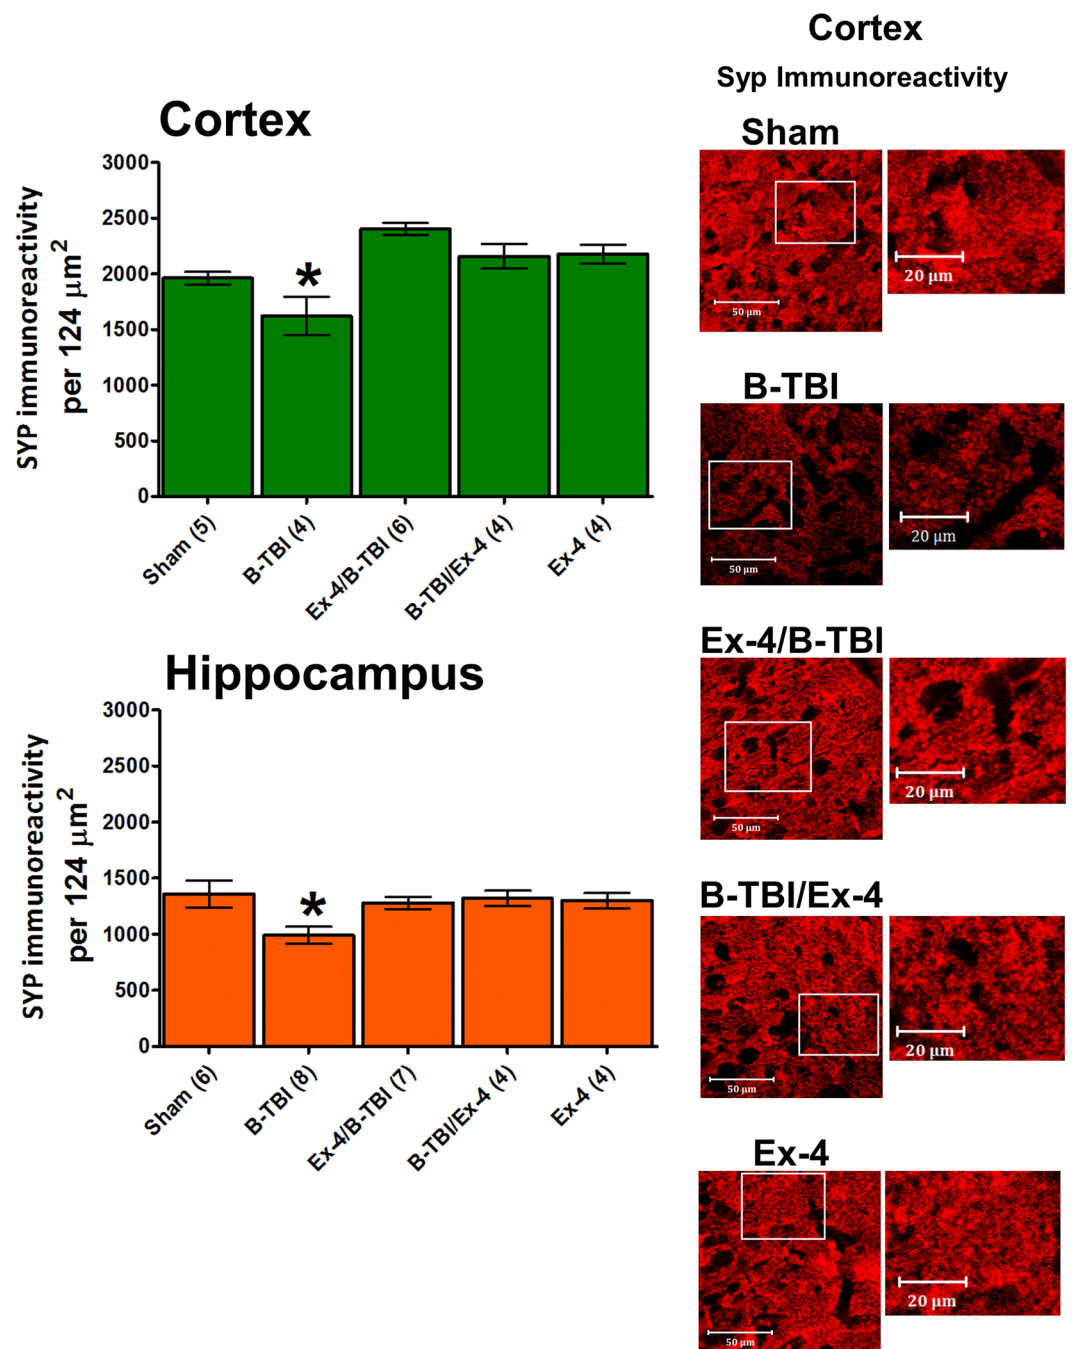 Cortex
SYP immunoreactivity
per 124 µm²
3000
2500
2000
1500
1000
500
0
*
Sham (5)
B-TBI (4)
Ex-4/B-TBI (6)
B-TBI/Ex-4 (4)
Ex-4 (4)
Hippocampus
SYP immunoreactivity
per 124 µm²
3000
2500
2000
1500
1000
500
0
*
Sham (6)
B-TBI (8)
Ex-4/B-TBI (7)
B-TBI/Ex-4 (4)
Ex-4 (4)
Cortex
Syp Immunoreactivity
Sham
50 µm
20 µm
B-TBI
50 µm
20 µm
Ex-4/B-TBI
50 µm
20 µm
B-TBI/Ex-4
50 µm
20 µm
Ex-4
50 µm
20 µm